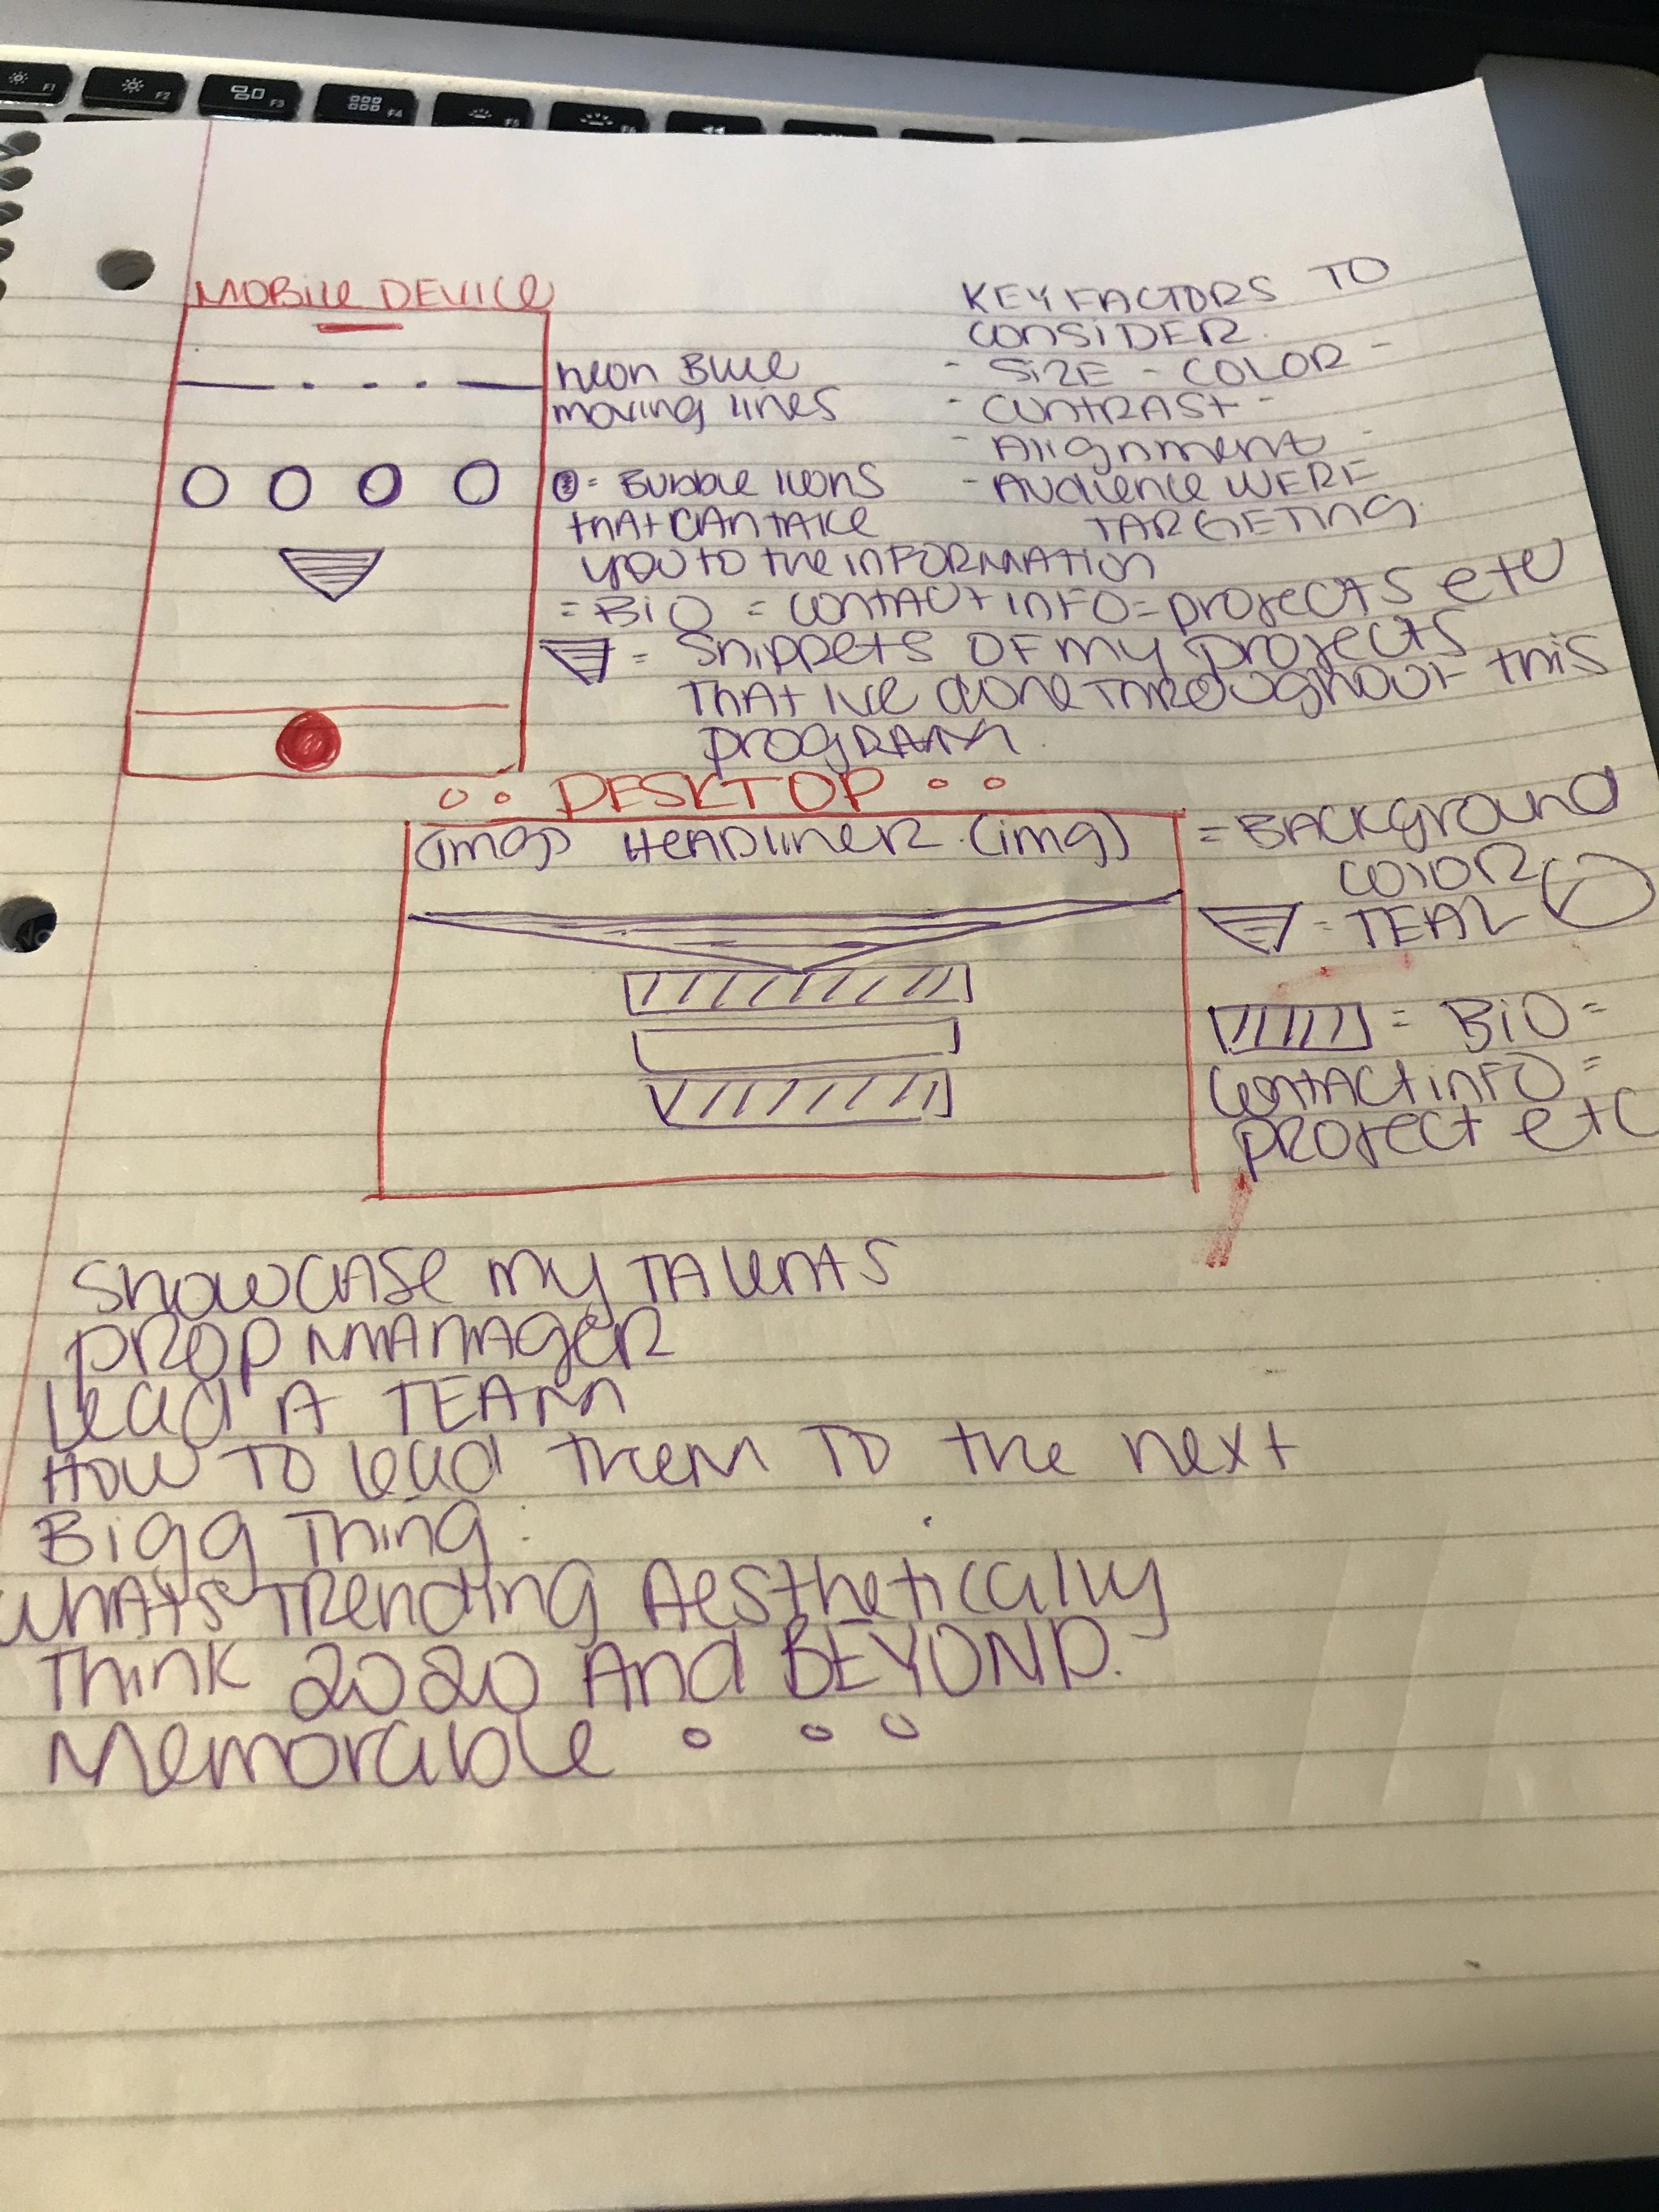 F1 F2 F3 F4 F5 F6
MOBILE DEVICE
neon Blue
moving lines
= Bubble icons
that can take
you to the information
= Bio = contact info = projects etc
= Snippets of my projects
that ive done throughout this
program.
KEY FACTORS TO
CONSIDER.
- SIZE - COLOR -
- CONTRAST -
- Alignment -
- Audience WERE
TARGETING.
DESKTOP
(img) HEADLINER (img)
= BACKground
COLOR
= TEAL
= BiO =
Contact info =
project etc
Showcase my TAlents
PROP MANAGER
Lead A TEAM
How TO lead them TO the next
Bigg Thing
Whats Trending Aesthetically
Think 2020 And BEYOND.
Memorable